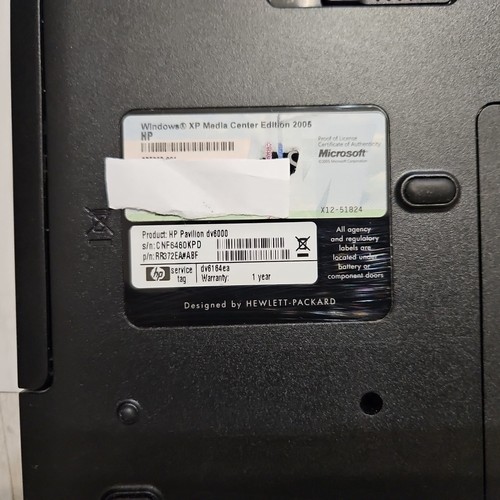 Windows® XP Media Center Edition 2005
HP
Proof of License
Certificate of Authenticity
Microsoft®
X12-51824
Product: HP Pavilion dv6000
s/n: CNF6460KPD
p/n: RR372EA#ABF
hp
service tag
dv6164ea
Warranty: 1 year
All agency
and regulatory
labels are
located under
battery or
component doors
Designed by HEWLETT-PACKARD